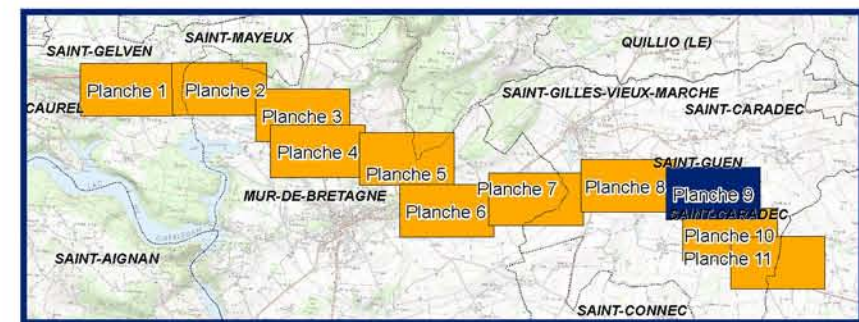 SAINT-MAYEUX
SAINT-GELVEN
QUILLIO (LE)
Planche 1
Planche 2
SAINT-GILLES-VIEUX-MARCHE
CAUREL
Planche 3
SAINT-CARADEC
Planche 4
SAINT-GUEN
Planche 5
Planche 7
Planche 8
Planche 9
MUR-DE-BRETAGNE
Planche 6
SAINT-CARADEC
Planche 10
SAINT-AIGNAN
Planche 11
SAINT-CONNEC